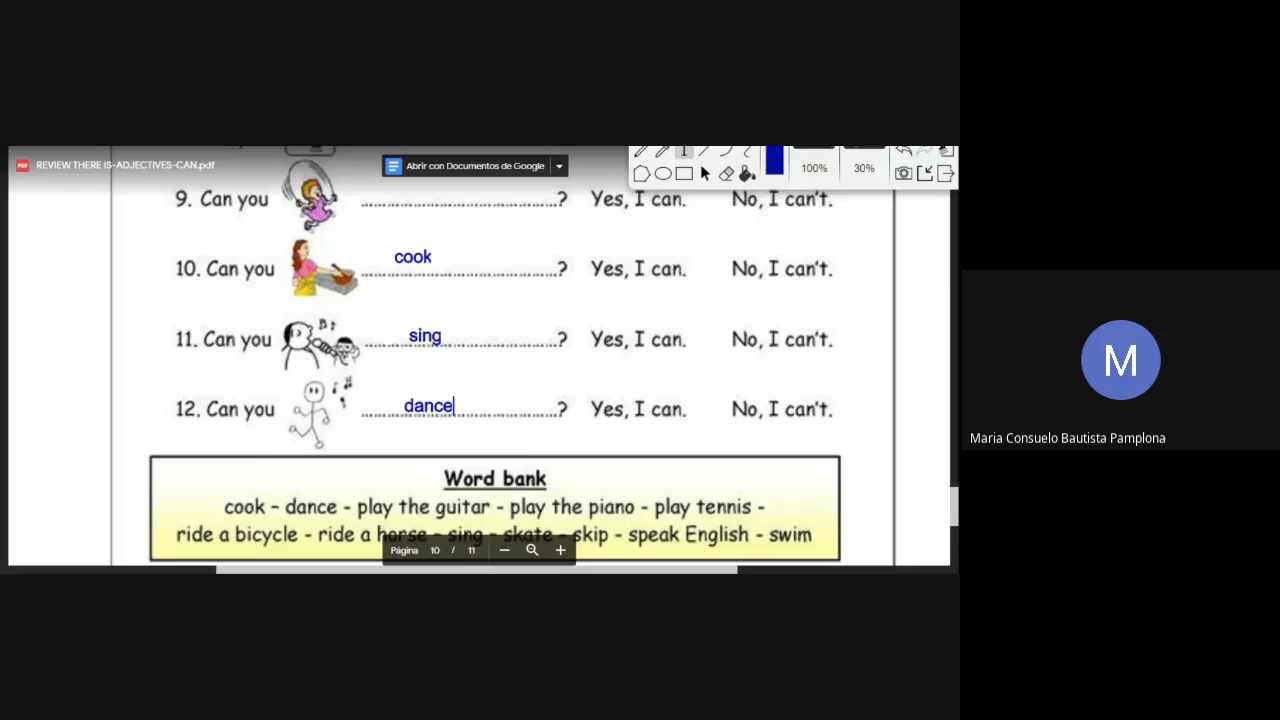 REVIEW THERE IS-ADJECTIVES-CAN.pdf
Abrir con Documentos de Google
100%
30%
9. Can you ..................................................? Yes, I can. No, I can't.
10. Can you cook ..................................................? Yes, I can. No, I can't.
11. Can you sing ..................................................? Yes, I can. No, I can't.
12. Can you dance ..................................................? Yes, I can. No, I can't.
Word bank
cook - dance - play the guitar - play the piano - play tennis -
ride a bicycle - ride a horse - sing - skate - skip - speak English - swim
Página 10 / 11
M
Maria Consuelo Bautista Pamplona